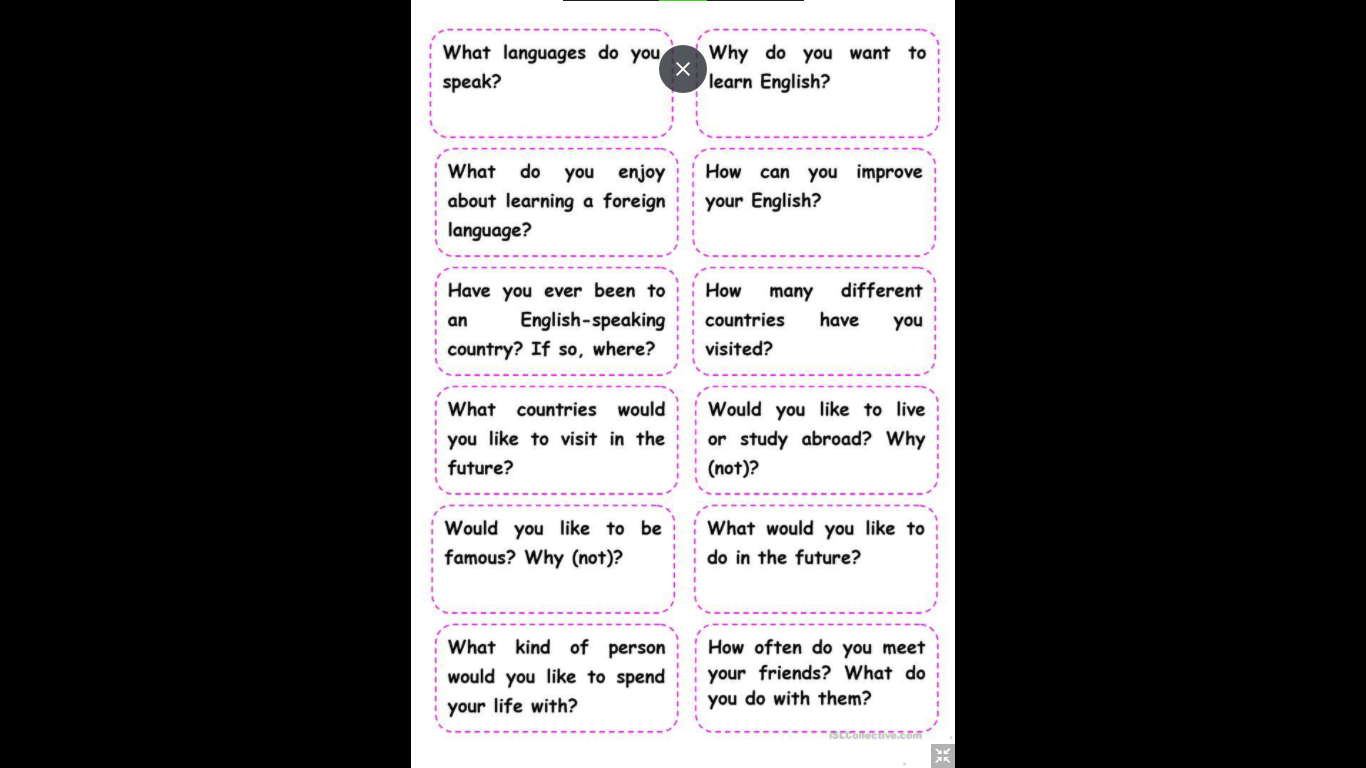 What languages do you
speak?
Why do you want to
learn English?
What do you enjoy
about learning a foreign
language?
How can you improve
your English?
Have you ever been to
an English-speaking
country? If so, where?
How many different
countries have you
visited?
What countries would
you like to visit in the
future?
Would you like to live
or study abroad? Why
(not)?
Would you like to be
famous? Why (not)?
What would you like to
do in the future?
What kind of person
would you like to spend
your life with?
How often do you meet
your friends? What do
you do with them?
iSLCollective.com